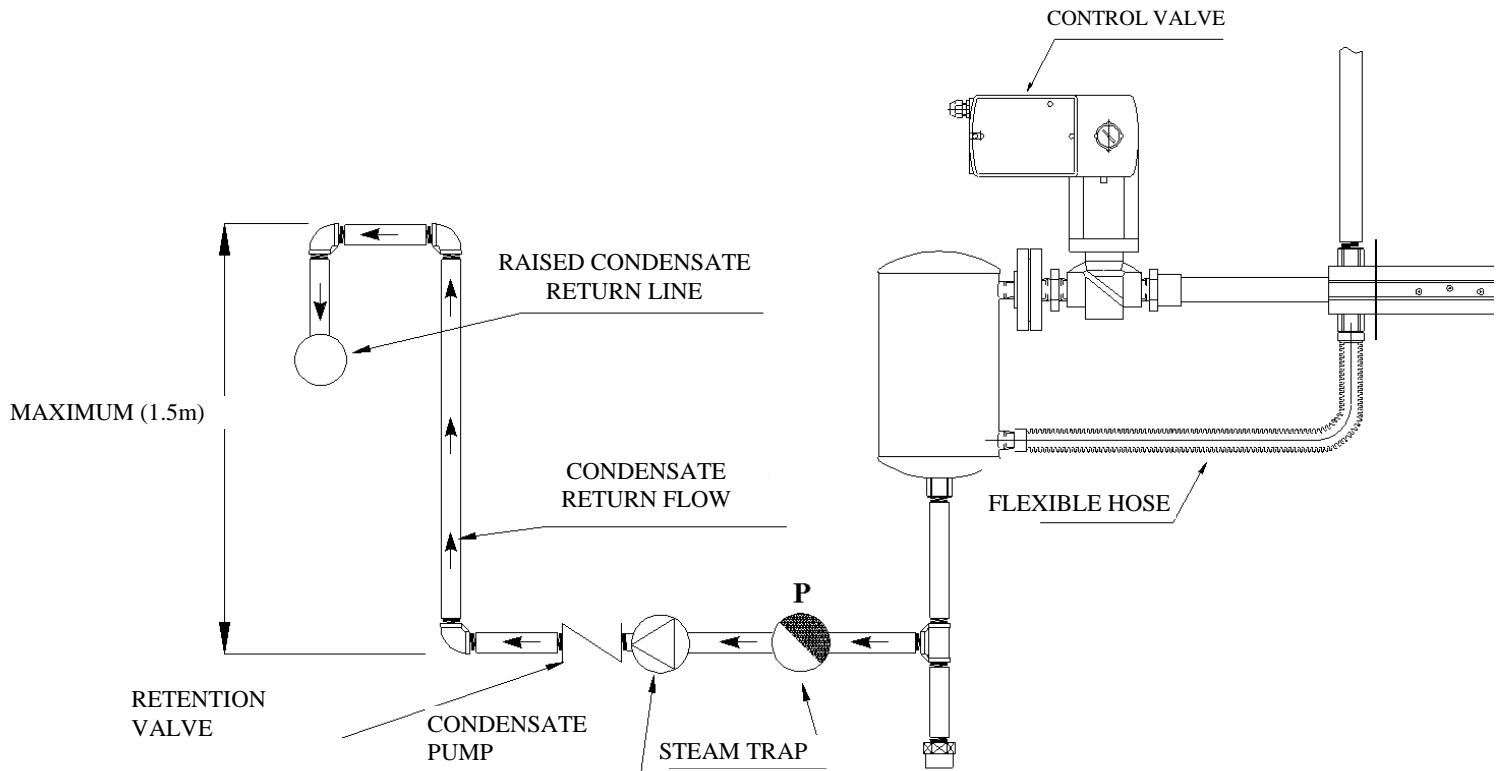 CONTROL VALVE
RAISED CONDENSATE
RETURN LINE
MAXIMUM (1.5m)
CONDENSATE
RETURN FLOW
FLEXIBLE HOSE
P
RETENTION
VALVE
CONDENSATE
PUMP
STEAM TRAP